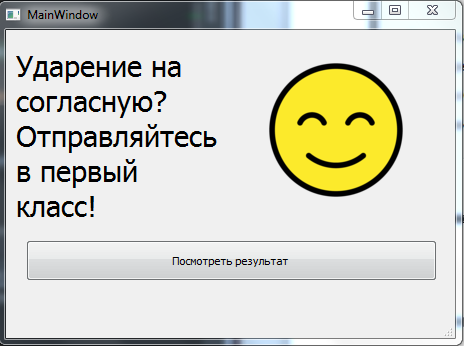 MainWindow
Ударение на
согласную?
Отправляйтесь
в первый
класс!
Посмотреть результат